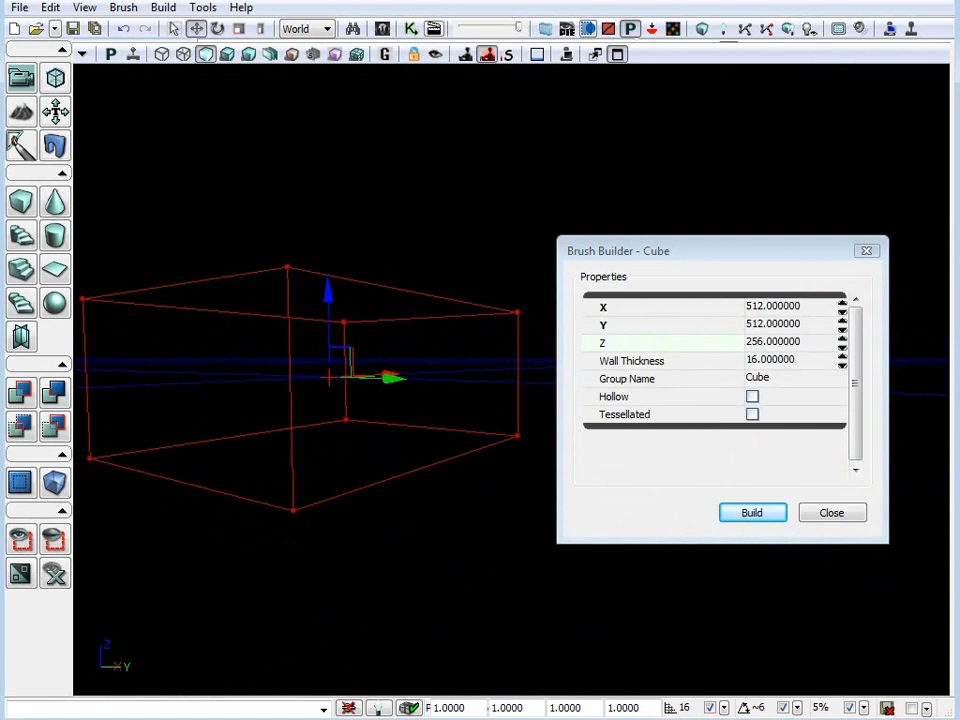 File Edit View Brush Build Tools Help
World
P
P G S
Brush Builder - Cube
Properties
X 512.000000
Y 512.000000
Z 256.000000
Wall Thickness 16.000000
Group Name Cube
Hollow
Tessellated
Build Close
Z
X Y
1.0000 1.0000 1.0000 1.0000 16 ~6 5%